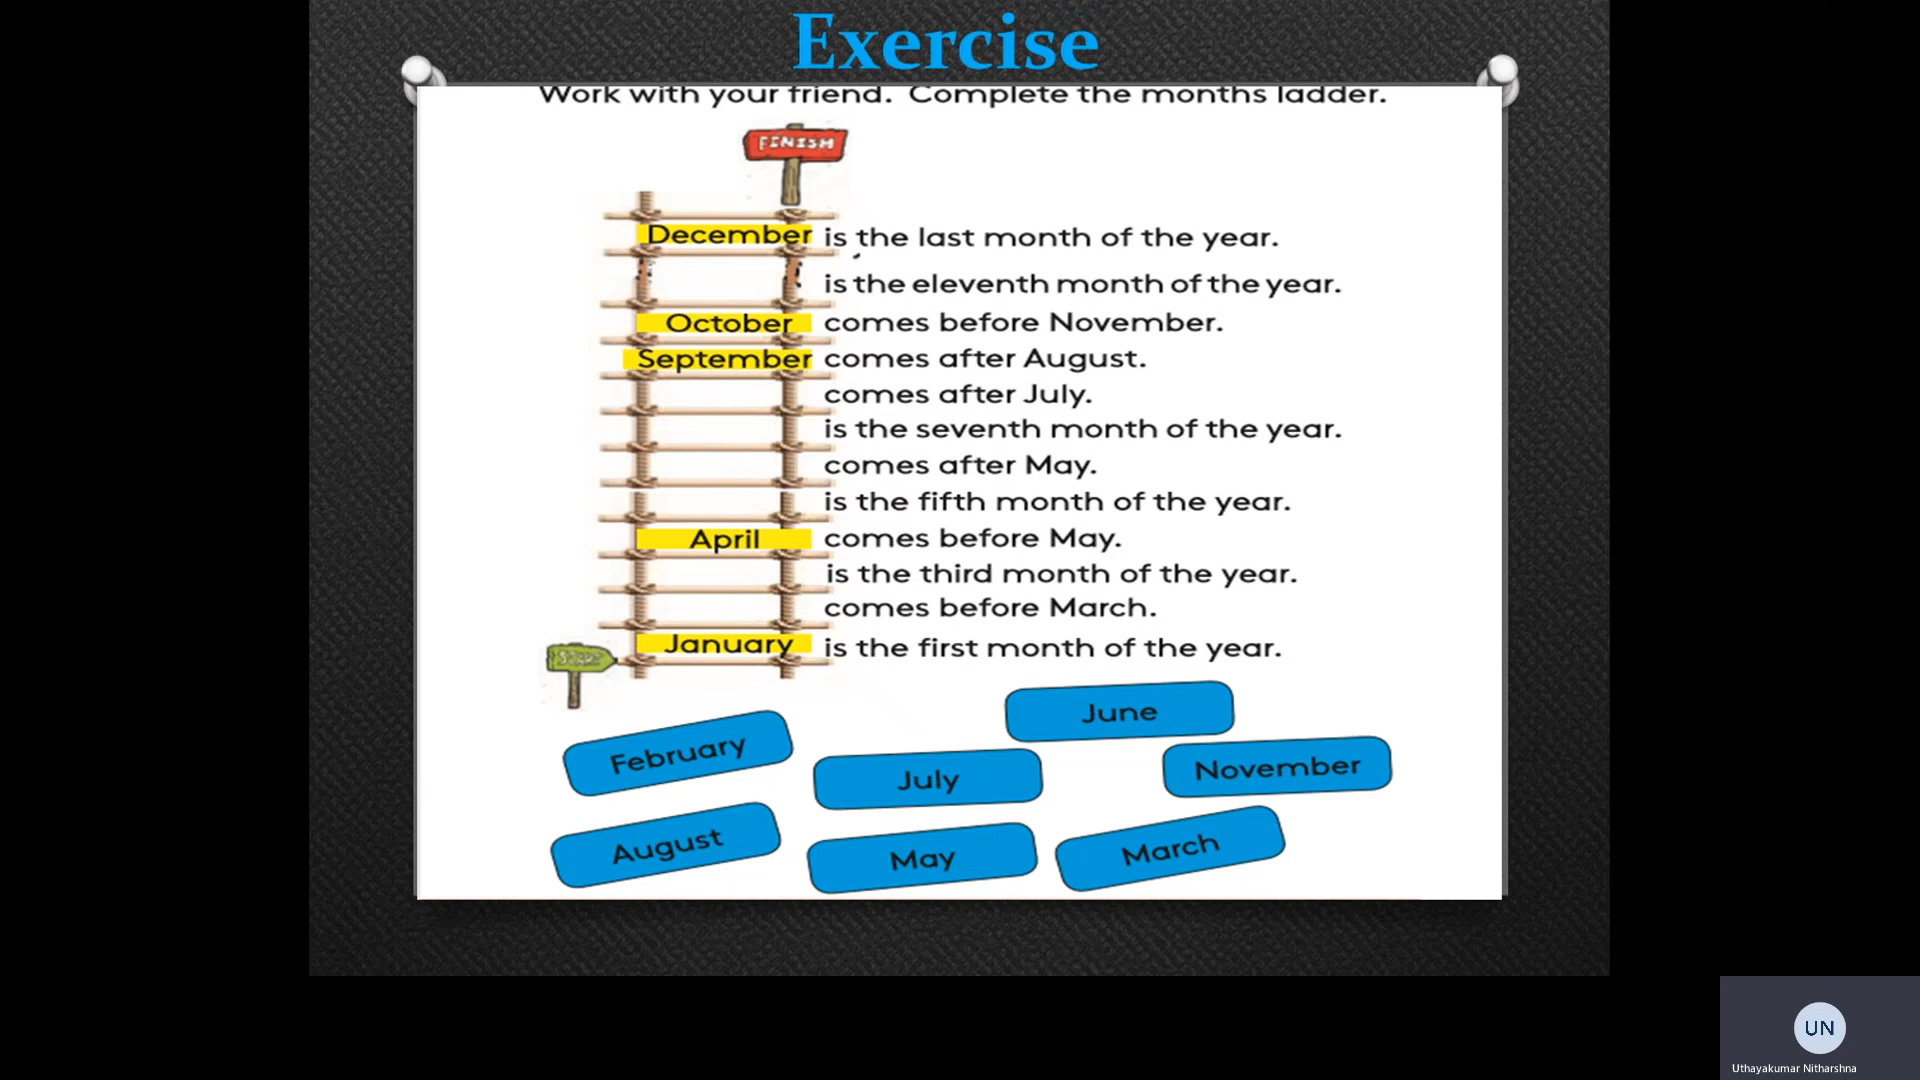 Exercise
Work with your friend. Complete the months ladder.
FINISH
December is the last month of the year.
is the eleventh month of the year.
October comes before November.
September comes after August.
comes after July.
is the seventh month of the year.
comes after May.
is the fifth month of the year.
April comes before May.
is the third month of the year.
comes before March.
January is the first month of the year.
START
June
February
July
November
August
May
March
UN
Uthayakumar Nitharshna